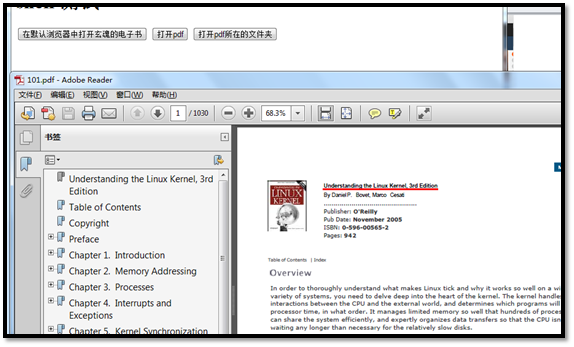 在默认浏览器中打开玄魂的电子书 打开pdf 打开pdf所在的文件夹
101.pdf - Adobe Reader
文件(F) 编辑(E) 视图(V) 窗口(W) 帮助(H)
1 / 1030 68.3%
书签
Understanding the Linux Kernel, 3rd
Edition
Table of Contents
Copyright
Preface
Chapter 1. Introduction
Chapter 2. Memory Addressing
Chapter 3. Processes
Chapter 4. Interrupts and
Exceptions
Chapter 5. Kernel Synchronization
Understanding the Linux Kernel, 3rd Edition
By Daniel P. Bovet, Marco Cesati
Publisher: O'Reilly
Pub Date: November 2005
ISBN: 0-596-00565-2
Pages: 942
LINUX
KERNEL
Table of Contents | Index
Overview
In order to thoroughly understand what makes Linux tick and why it works so well on a wi
variety of systems, you need to delve deep into the heart of the kernel. The kernel handles
interactions between the CPU and the external world, and determines which programs will
processor time, in what order. It manages limited memory so well that hundreds of proces
can share the system efficiently, and expertly organizes data transfers so that the CPU isn
waiting any longer than necessary for the relatively slow disks.